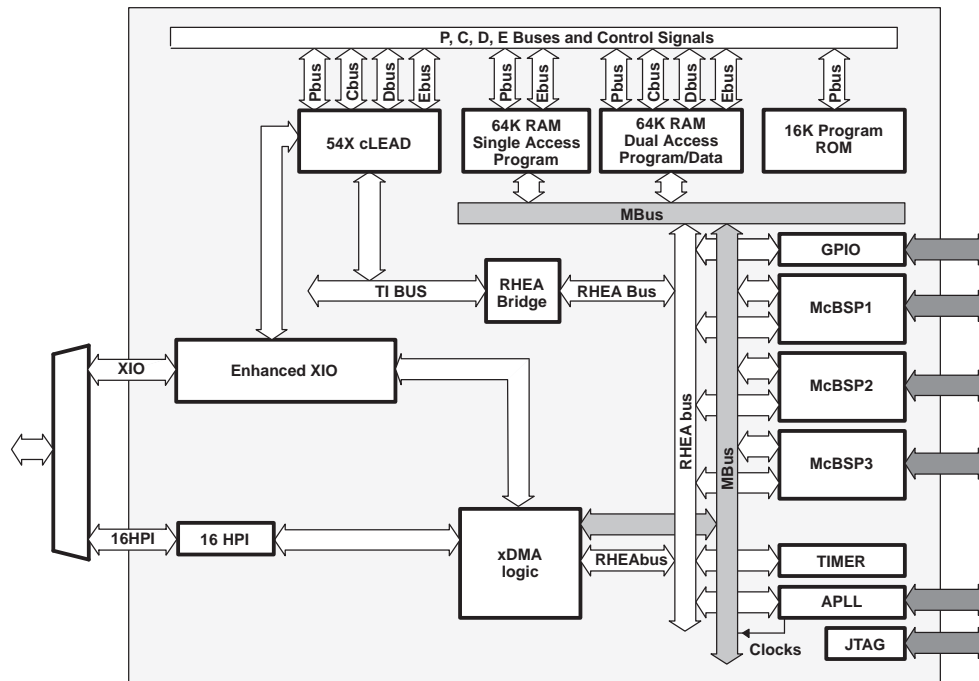 P, C, D, E Buses and Control Signals
Pbus
Cbus
Dbus
Ebus
Pbus
Ebus
Pbus
Cbus
Dbus
Ebus
Pbus
54X cLEAD
64K RAM
Single Access
Program
64K RAM
Dual Access
Program/Data
16K Program
ROM
MBus
GPIO
TI BUS
RHEA
Bridge
RHEA Bus
McBSP1
XIO
Enhanced XIO
McBSP2
RHEA bus
MBus
McBSP3
16HPI
16 HPI
xDMA
logic
RHEAbus
TIMER
APLL
Clocks
JTAG